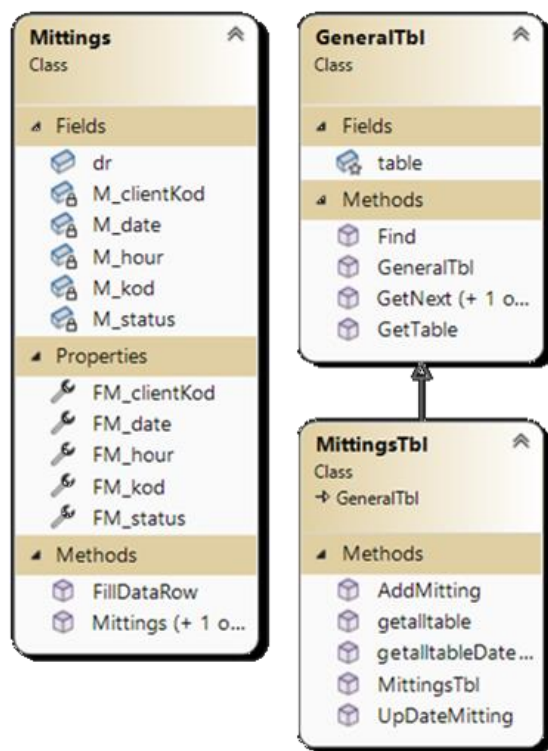 Mittings
Class
Fields
dr
M_clientKod
M_date
M_hour
M_kod
M_status
Properties
FM_clientKod
FM_date
FM_hour
FM_kod
FM_status
Methods
FillDataRow
Mittings (+ 1 o...
GeneralTbl
Class
Fields
table
Methods
Find
GeneralTbl
GetNext (+ 1 o...
GetTable
MittingsTbl
Class
GeneralTbl
Methods
AddMitting
getalltable
getalltableDate...
MittingsTbl
UpDateMitting